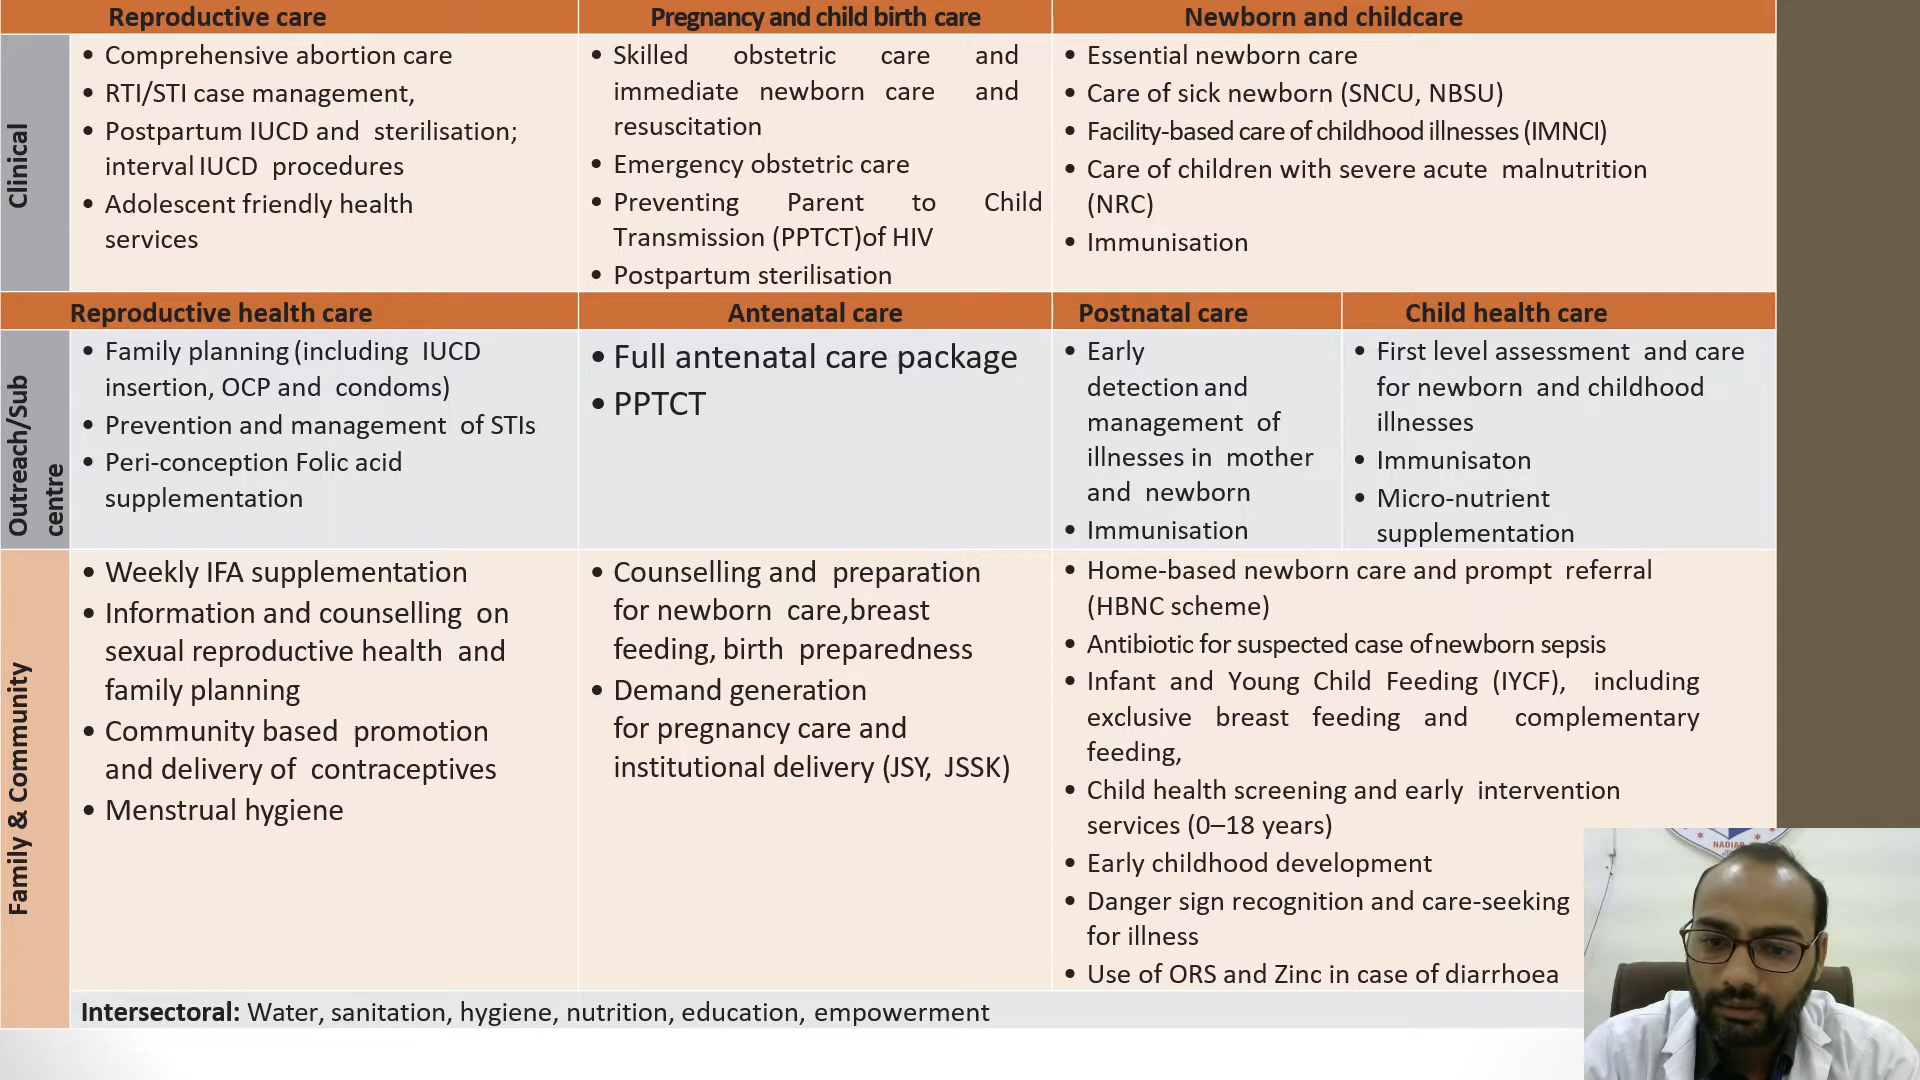 Reproductive care
Pregnancy and child birth care
Newborn and childcare
Clinical
• Comprehensive abortion care
• RTI/STI case management,
• Postpartum IUCD and sterilisation;
interval IUCD procedures
• Adolescent friendly health
services
• Skilled obstetric care and
immediate newborn care and
resuscitation
• Emergency obstetric care
• Preventing Parent to Child
Transmission (PPTCT)of HIV
• Postpartum sterilisation
• Essential newborn care
• Care of sick newborn (SNCU, NBSU)
• Facility-based care of childhood illnesses (IMNCI)
• Care of children with severe acute malnutrition
(NRC)
• Immunisation
Reproductive health care
Antenatal care
Postnatal care
Child health care
Outreach/Sub
centre
• Family planning (including IUCD
insertion, OCP and condoms)
• Prevention and management of STIs
• Peri-conception Folic acid
supplementation
• Full antenatal care package
• PPTCT
• Early
detection and
management of
illnesses in mother
and newborn
• Immunisation
• First level assessment and care
for newborn and childhood
illnesses
• Immunisaton
• Micro-nutrient
supplementation
Family & Community
• Weekly IFA supplementation
• Information and counselling on
sexual reproductive health and
family planning
• Community based promotion
and delivery of contraceptives
• Menstrual hygiene
• Counselling and preparation
for newborn care,breast
feeding, birth preparedness
• Demand generation
for pregnancy care and
institutional delivery (JSY, JSSK)
• Home-based newborn care and prompt referral
(HBNC scheme)
• Antibiotic for suspected case of newborn sepsis
• Infant and Young Child Feeding (IYCF), including
exclusive breast feeding and complementary
feeding,
• Child health screening and early intervention
services (0–18 years)
• Early childhood development
• Danger sign recognition and care-seeking
for illness
• Use of ORS and Zinc in case of diarrhoea
Intersectoral: Water, sanitation, hygiene, nutrition, education, empowerment
NADIAD